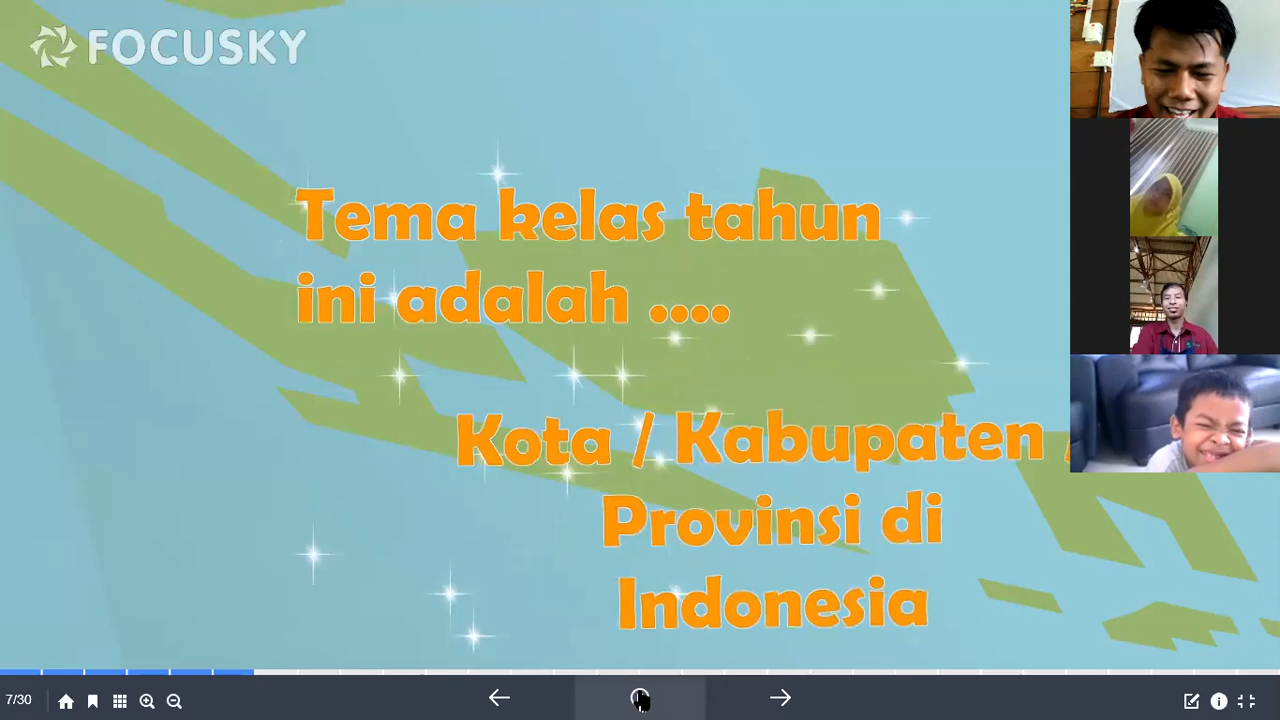 FOCUSKY
Tema kelas tahun
ini adalah ....
Kota / Kabupaten /
Provinsi di
Indonesia
7/30